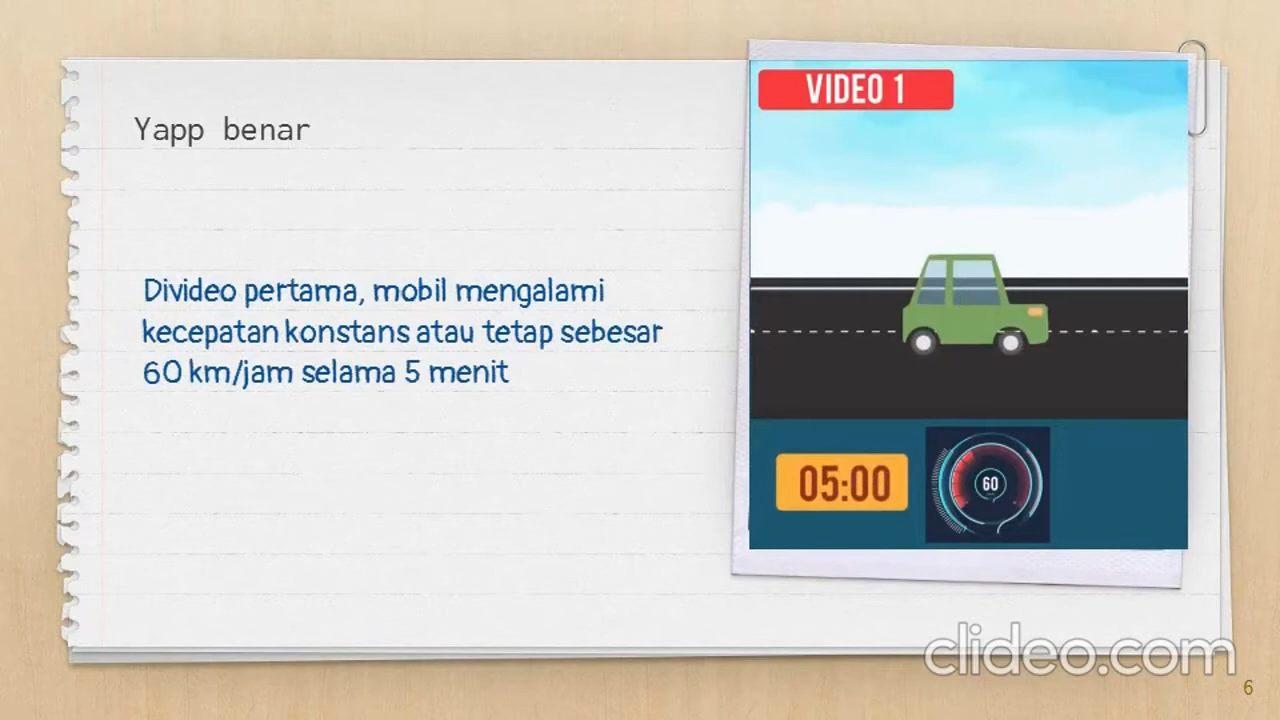 Yapp benar
Divideo pertama, mobil mengalami
kecepatan konstans atau tetap sebesar
60 km/jam selama 5 menit
VIDEO 1
05:00
60
clideo.com
6